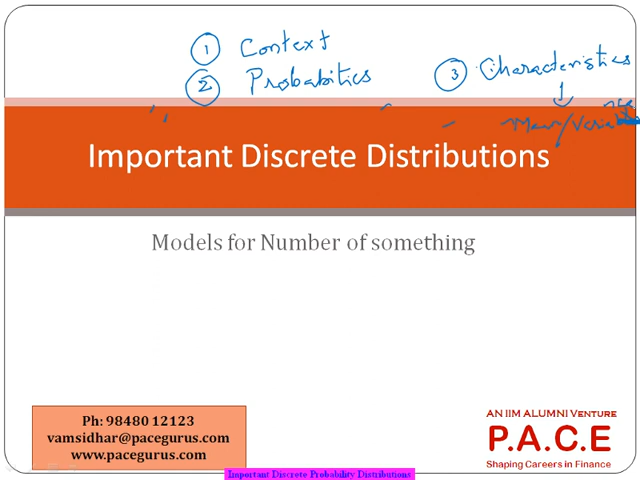 ① Context
② Probabilities
③ Characteristics
Mean/Variance
Important Discrete Distributions
Models for Number of something
Ph: 98480 12123
vamsidhar@pacegurus.com
www.pacegurus.com
AN IIM ALUMNI VENTURE
P.A.C.E
Shaping Careers in Finance
Important Discrete Probability Distributions